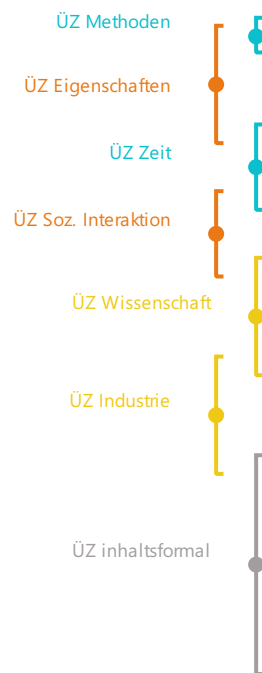 ÜZ Methoden
ÜZ Eigenschaften
ÜZ Zeit
ÜZ Soz. Interaktion
ÜZ Wissenschaft
ÜZ Industrie
ÜZ inhaltsformal